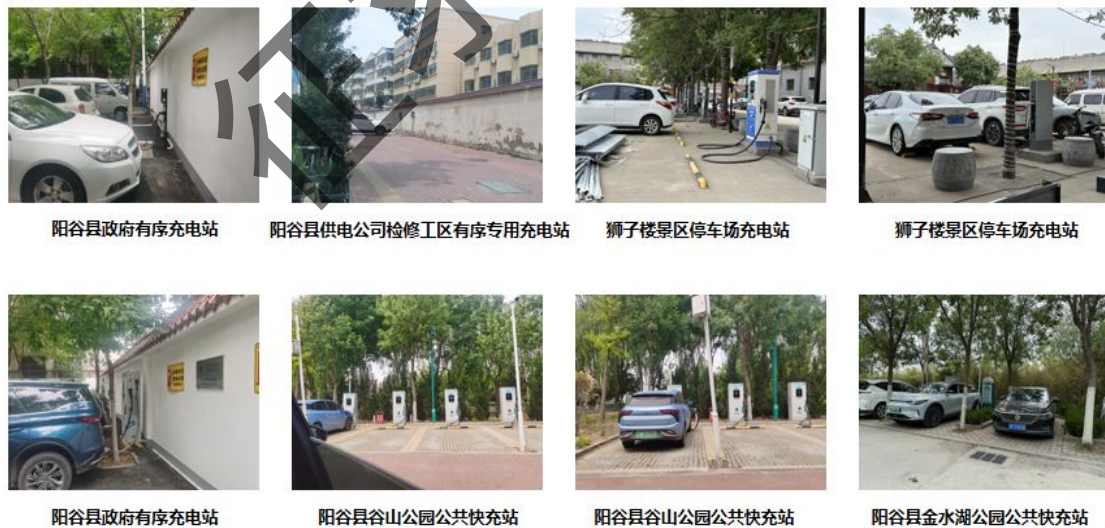 阳谷县政府有序充电站
阳谷县供电公司检修工区有序专用充电站
狮子楼景区停车场充电站
狮子楼景区停车场充电站
阳谷县政府有序充电站
阳谷县谷山公园公共快充站
阳谷县谷山公园公共快充站
阳谷县金水湖公园公共快充站